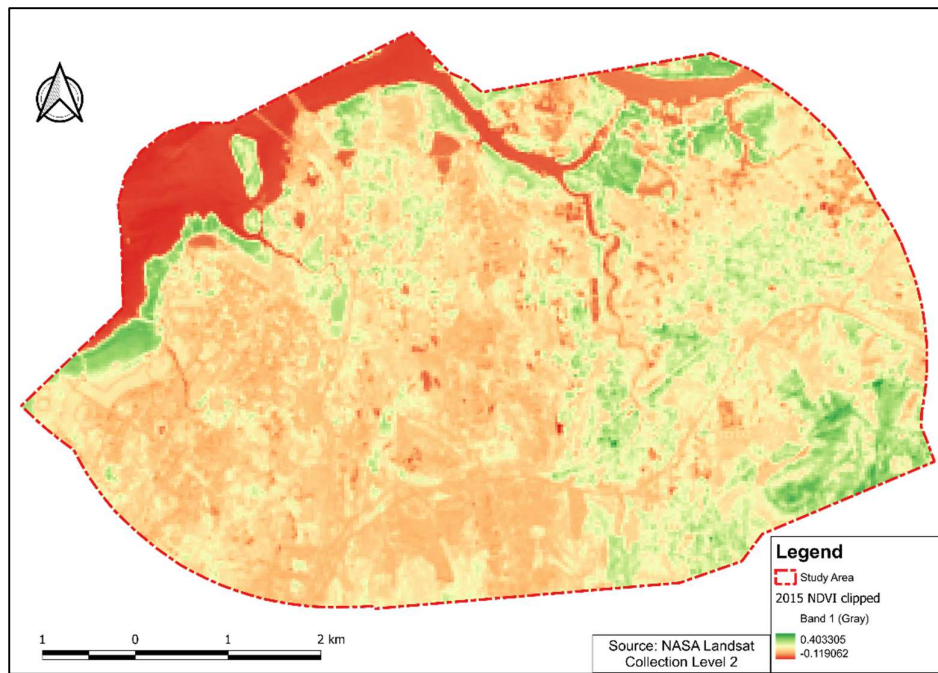 Legend
Study Area
2015 NDVI clipped
Band 1 (Gray)
0.403305
-0.119062
1 0 1 2 km
Source: NASA Landsat
Collection Level 2